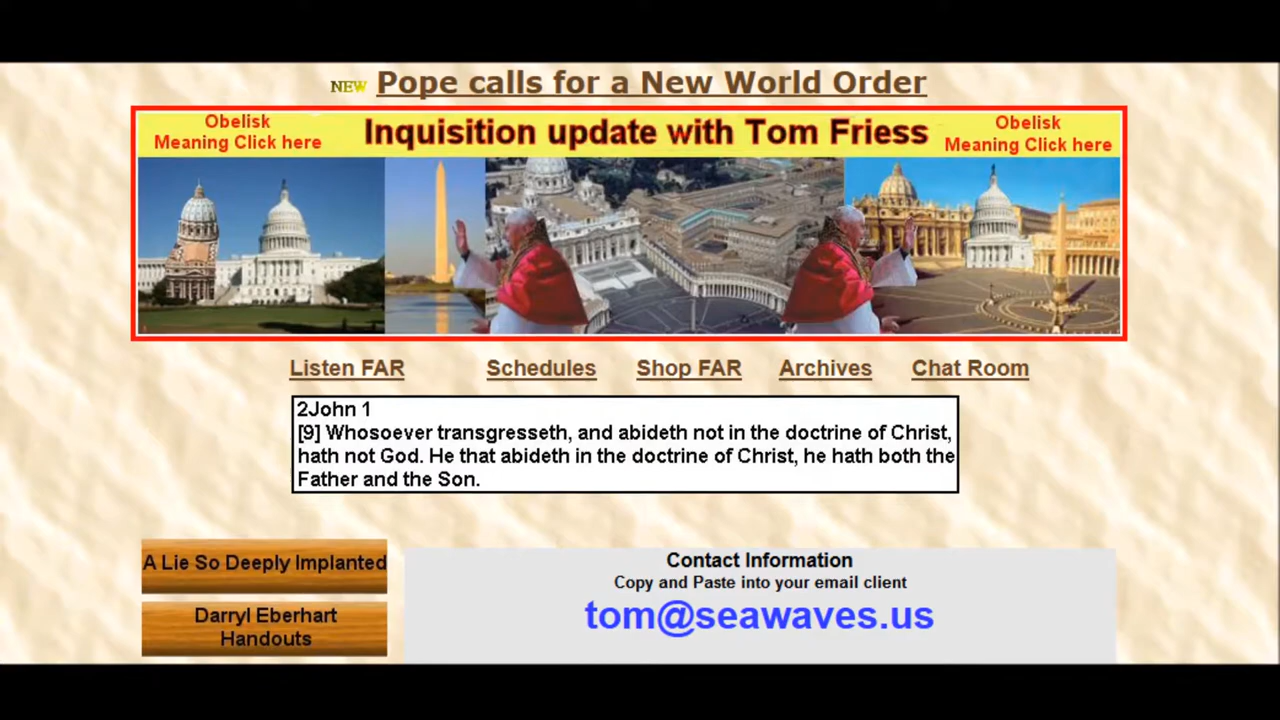 NEW Pope calls for a New World Order
Obelisk
Meaning Click here
Inquisition update with Tom Friess
Obelisk
Meaning Click here
Listen FAR Schedules Shop FAR Archives Chat Room
2John 1
[9] Whosoever transgresseth, and abideth not in the doctrine of Christ,
hath not God. He that abideth in the doctrine of Christ, he hath both the
Father and the Son.
A Lie So Deeply Implanted
Darryl Eberhart
Handouts
Contact Information
Copy and Paste into your email client
tom@seawaves.us